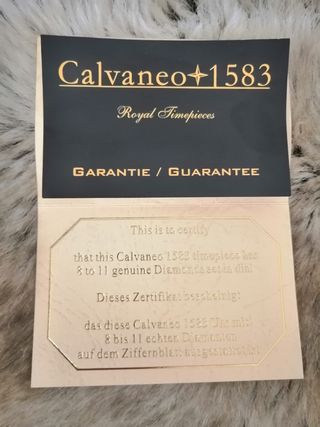 Calvaneo 1583
Royal Timepieces
GARANTIE / GUARANTEE
This is to certify
that this Calvaneo 1583 timepiece has
8 to 11 genuine Diamonds set in dial
Dieses Zertifikat bescheinigt
das diese Calvaneo 1583 Uhr mit
8 bis 11 echten Diamanten
auf dem Ziffernblatt ausgestattet ist